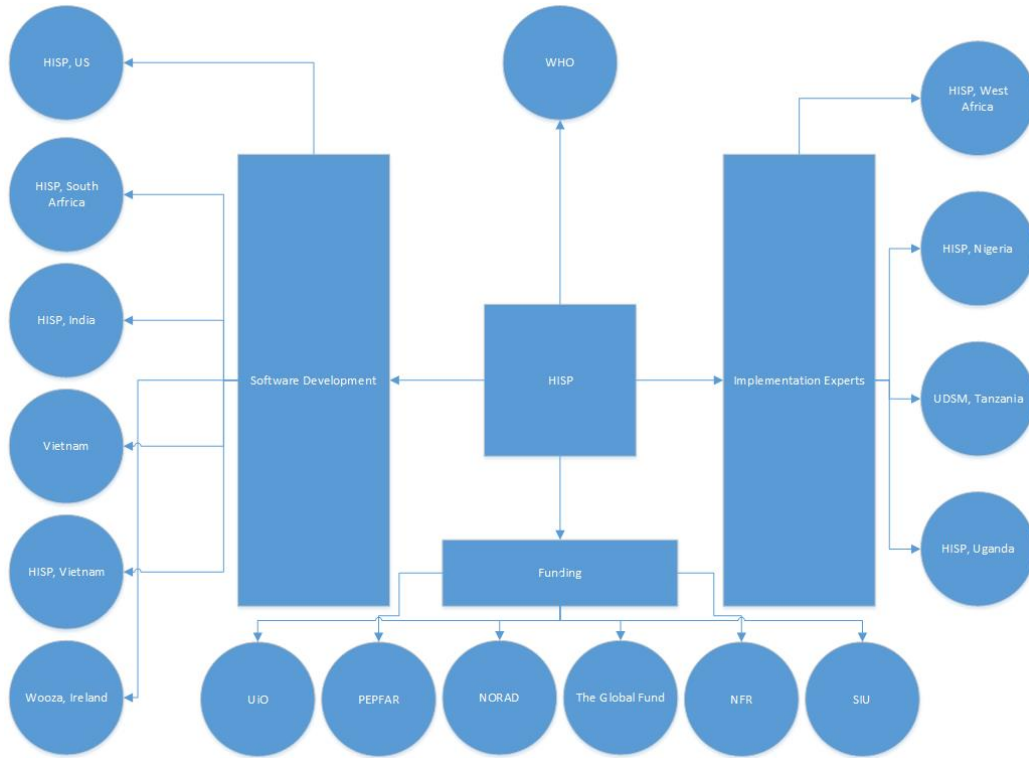 HISP, US
WHO
HISP, West
Africa
HISP, South
Arfrica
HISP, Nigeria
HISP, India
Software Development
HISP
Implementation Experts
UDSM, Tanzania
Vietnam
HISP, Vietnam
Funding
HISP, Uganda
Wooza, Ireland
UiO
PEPFAR
NORAD
The Global Fund
NFR
SIU